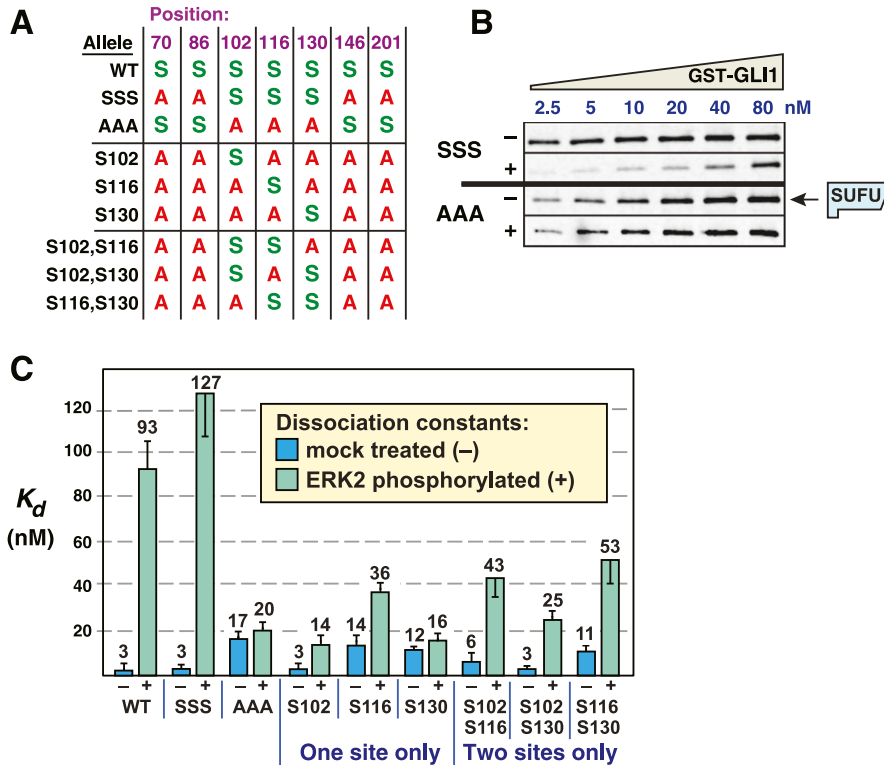 A
Position:
Allele 70 86 102 116 130 146 201
WT S S S S S S S
SSS A A S S S A A
AAA S S A A A S S
S102 A A S A A A A
S116 A A A S A A A
S130 A A A A S A A
S102,S116 A A S S A A A
S102,S130 A A S A S A A
S116,S130 A A A S S A A
B
GST-GLI1
2.5 5 10 20 40 80 nM
SSS
–
+
AAA
–
+
SUFU
C
Kd
(nM)
120
100
80
60
40
20
Dissociation constants:
mock treated (–)
ERK2 phosphorylated (+)
3 93 3 127 17 20 3 14 14 36 12 16 6 43 3 25 11 53
– + – + – + – + – + – + – + – + – +
WT SSS AAA S102 S116 S130 S102 S102 S116
S116 S130 S130
One site only Two sites only